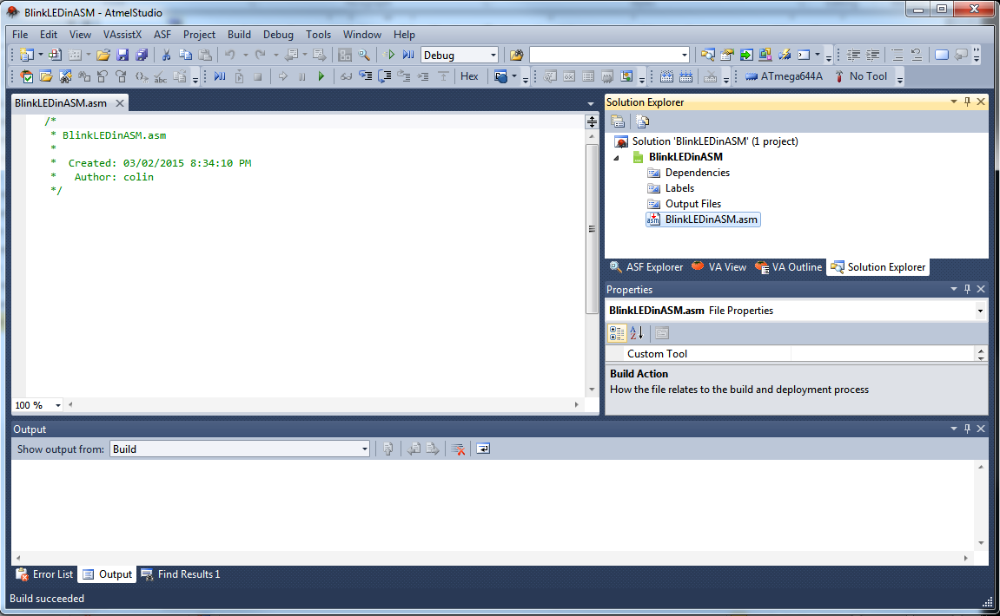 BlinkLEDinASM - AtmelStudio
File Edit View VAssistX ASF Project Build Debug Tools Window Help
Debug
Hex ATmega644A No Tool
BlinkLEDinASM.asm
/*
* BlinkLEDinASM.asm
*
* Created: 03/02/2015 8:34:10 PM
* Author: colin
*/
100 %
Solution Explorer
Solution 'BlinkLEDinASM' (1 project)
BlinkLEDinASM
Dependencies
Labels
Output Files
BlinkLEDinASM.asm
ASF Explorer VA View VA Outline Solution Explorer
Properties
BlinkLEDinASM.asm File Properties
Custom Tool
Build Action
How the file relates to the build and deployment process
Output
Show output from: Build
Error List Output Find Results 1
Build succeeded